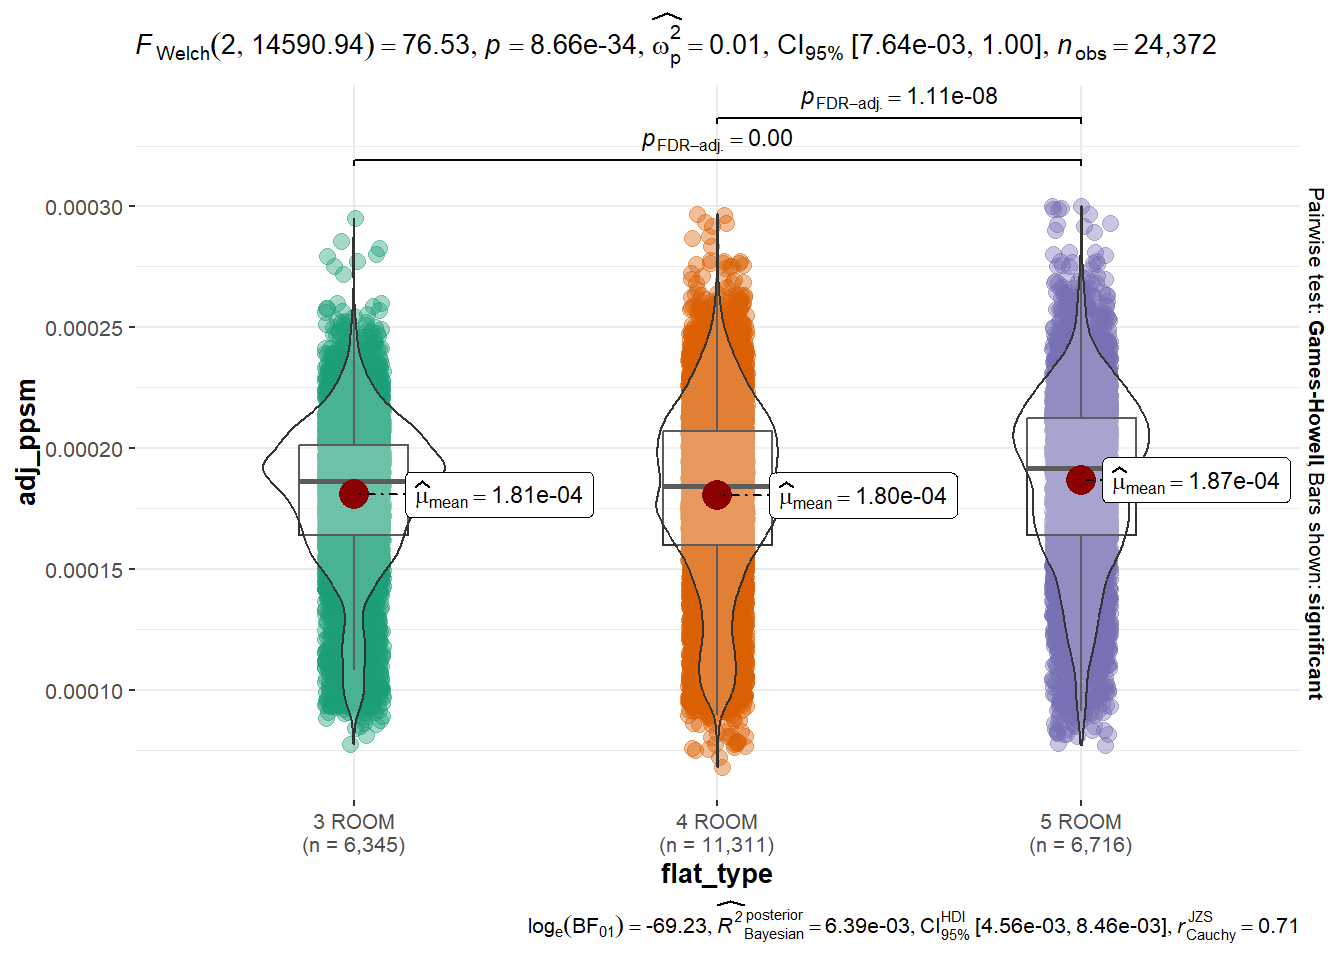 F Welch(2, 14590.94) = 76.53, p = 8.66e-34, ω̂²p = 0.01, CI95% [7.64e-03, 1.00], nobs = 24,372
pFDR–adj. = 1.11e-08
pFDR–adj. = 0.00
0.00030
0.00025
0.00020
0.00015
0.00010
adj_ppsm
μ̂mean = 1.81e-04
μ̂mean = 1.80e-04
μ̂mean = 1.87e-04
Pairwise test: Games-Howell, Bars shown: significant
3 ROOM
(n = 6,345)
4 ROOM
(n = 11,311)
5 ROOM
(n = 6,716)
flat_type
loge(BF01) = -69.23, R̂² posterior Bayesian = 6.39e-03, CI HDI 95% [4.56e-03, 8.46e-03], r JZS Cauchy = 0.71